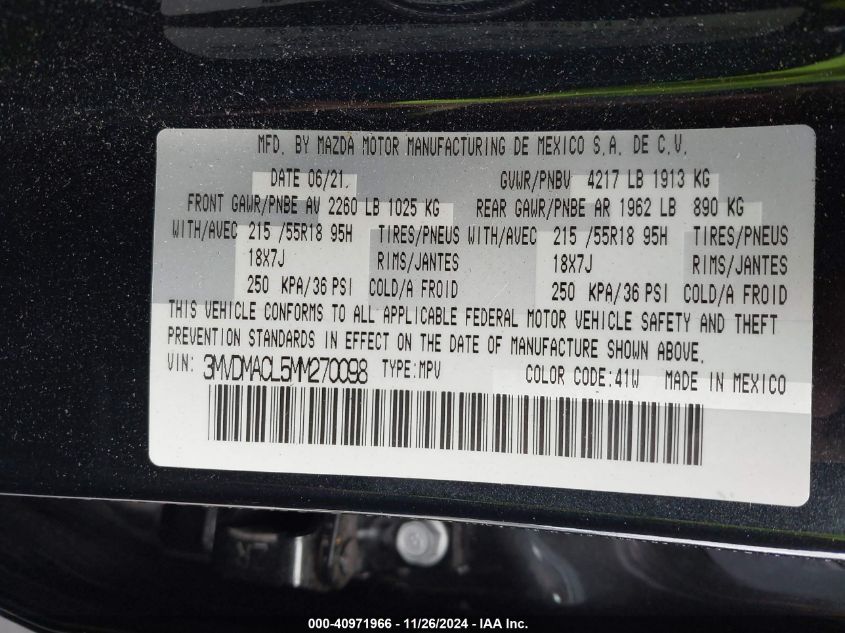 MFD. BY MAZDA MOTOR MANUFACTURING DE MEXICO S.A. DE C.V.
DATE 06/21. GVWR/PNBV 4217 LB 1913 KG
FRONT GAWR/PNBE AV 2260 LB 1025 KG REAR GAWR/PNBE AR 1962 LB 890 KG
WITH/AVEC 215 /55R18 95H TIRES/PNEUS WITH/AVEC 215 /55R18 95H TIRES/PNEUS
18X7J RIMS/JANTES 18X7J RIMS/JANTES
250 KPA/36 PSI COLD/A FROID 250 KPA/36 PSI COLD/A FROID
THIS VEHICLE CONFORMS TO ALL APPLICABLE FEDERAL MOTOR VEHICLE SAFETY AND THEFT
PREVENTION STANDARDS IN EFFECT ON THE DATE OF MANUFACTURE SHOWN ABOVE.
VIN: 3MVDMACL5MM270098 TYPE:MPV COLOR CODE:41W MADE IN MEXICO
000-40971966 - 11/26/2024 - IAA Inc.